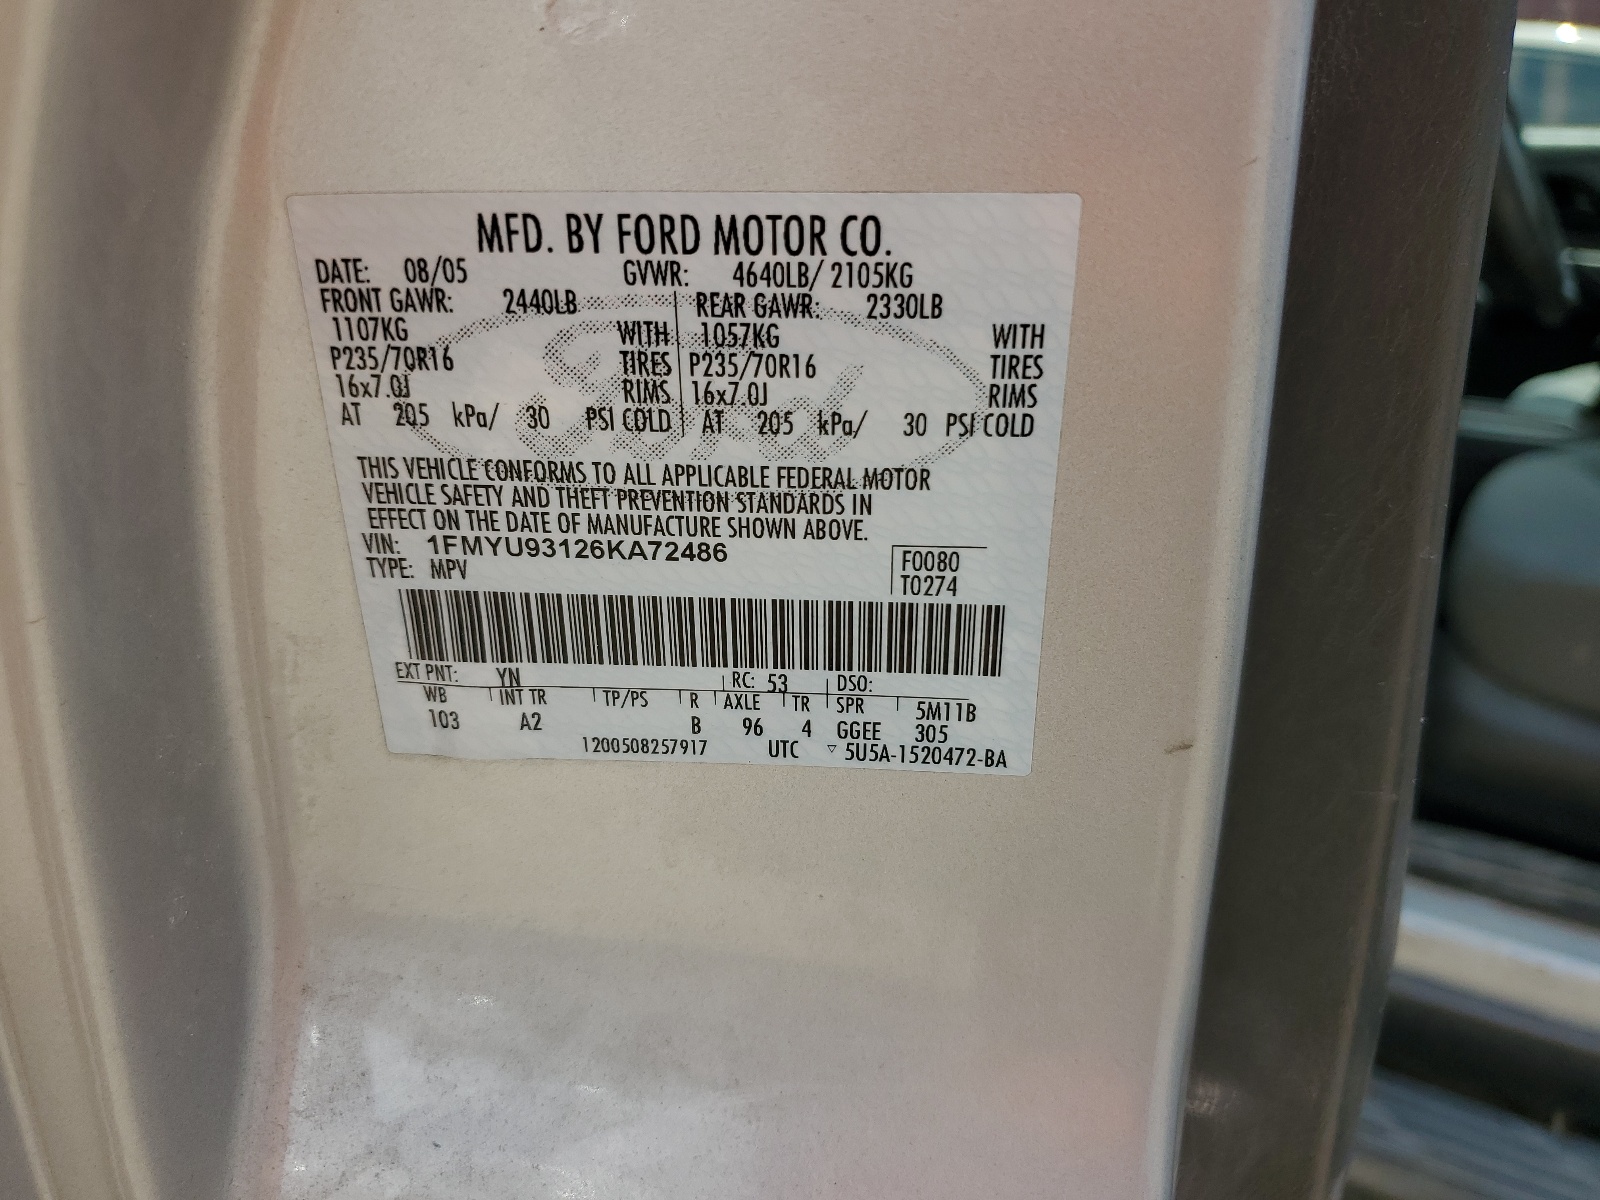 MFD. BY FORD MOTOR CO.
DATE: 08/05 GVWR: 4640LB/ 2105KG
FRONT GAWR: 2440LB REAR GAWR: 2330LB
1107KG WITH 1057KG WITH
P235/70R16 TIRES P235/70R16 TIRES
16x7.0J RIMS 16x7.0J RIMS
AT 205 kPa/ 30 PSI COLD AT 205 kPa/ 30 PSI COLD
Ford
THIS VEHICLE CONFORMS TO ALL APPLICABLE FEDERAL MOTOR
VEHICLE SAFETY AND THEFT PREVENTION STANDARDS IN
EFFECT ON THE DATE OF MANUFACTURE SHOWN ABOVE.
VIN: 1FMYU93126KA72486 F0080
TYPE: MPV T0274
EXT PNT: YN RC: 53 DSO:
WB INT TR TP/PS R AXLE TR SPR 5M11B
103 A2 B 96 4 GGEE 305
1200508257917 UTC ▿ 5U5A-1520472-BA